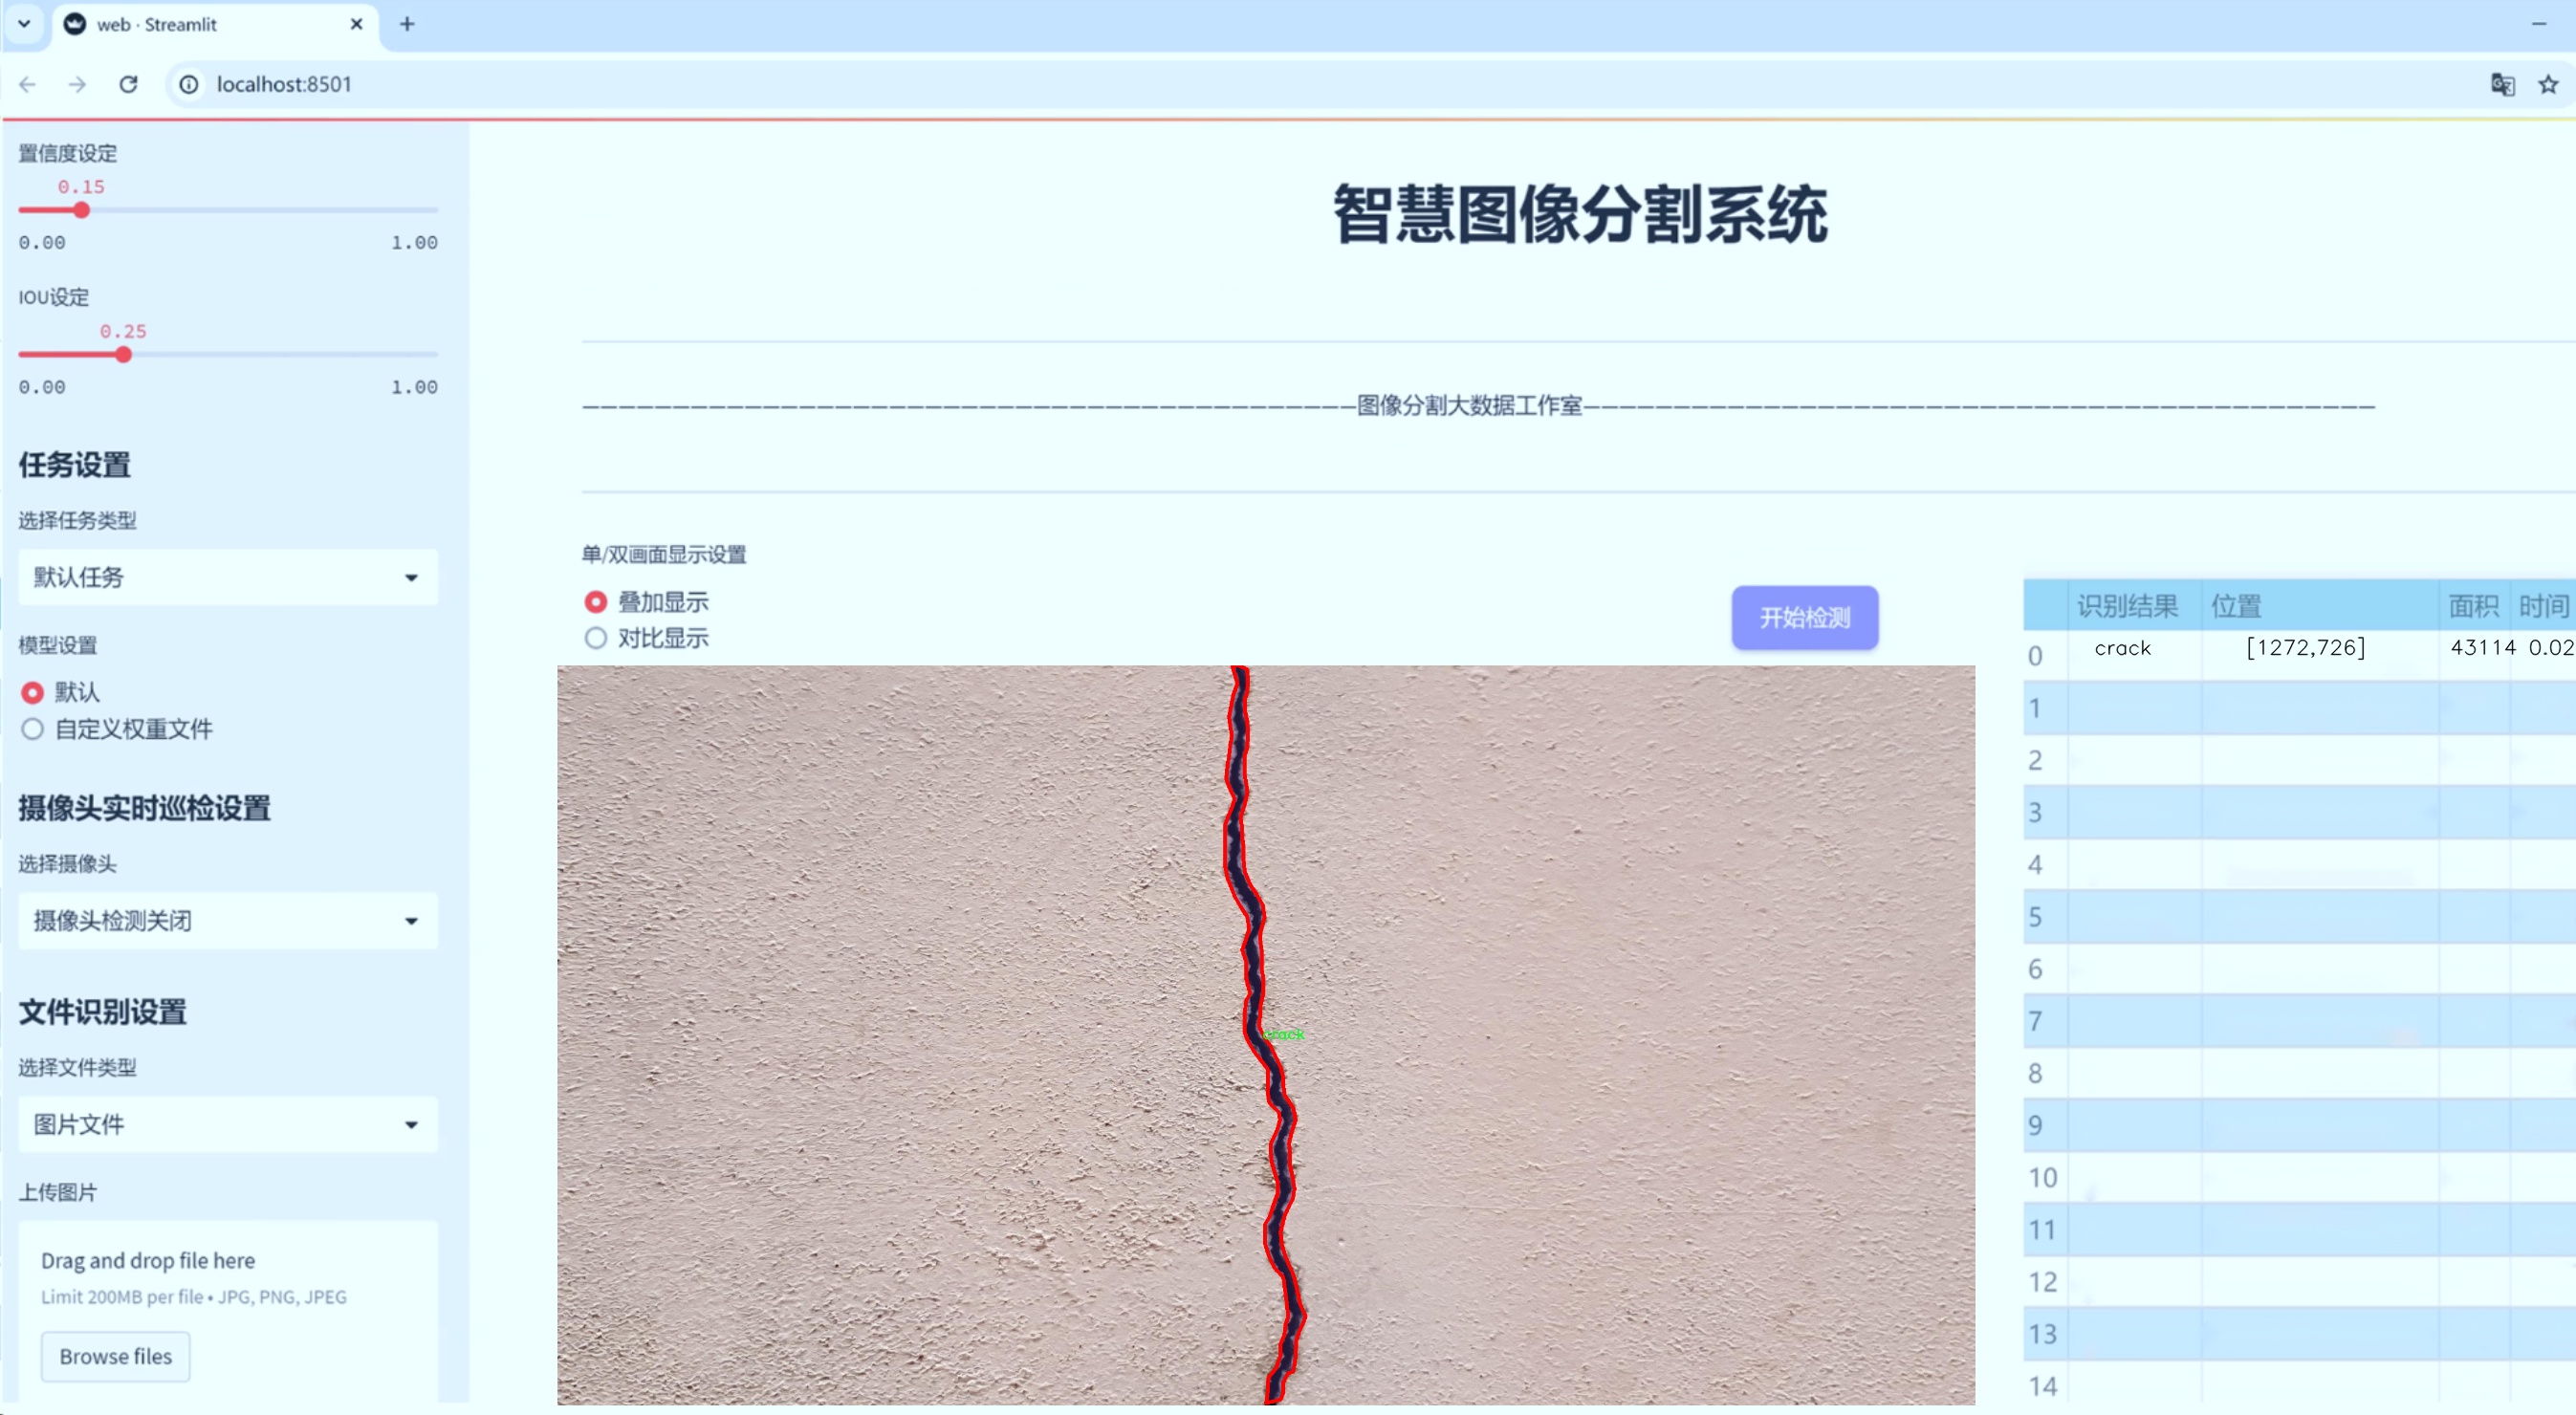 web · Streamlit
localhost:8501
置信度设定
0.15
0.00 1.00
IOU设定
0.25
0.00 1.00
任务设置
选择任务类型
默认任务
模型设置
默认
自定义权重文件
摄像头实时巡检设置
选择摄像头
摄像头检测关闭
文件识别设置
选择文件类型
图片文件
上传图片
Drag and drop file here
Limit 200MB per file • JPG, PNG, JPEG
Browse files
智慧图像分割系统
———————————————————————————————————————————图像分割大数据工作室————————————————————————————————————————————
单/双画面显示设置
叠加显示
对比显示
开始检测
crack
识别结果 位置 面积 时间
0 crack [1272,726] 43114 0.02
1
2
3
4
5
6
7
8
9
10
11
12
13
14